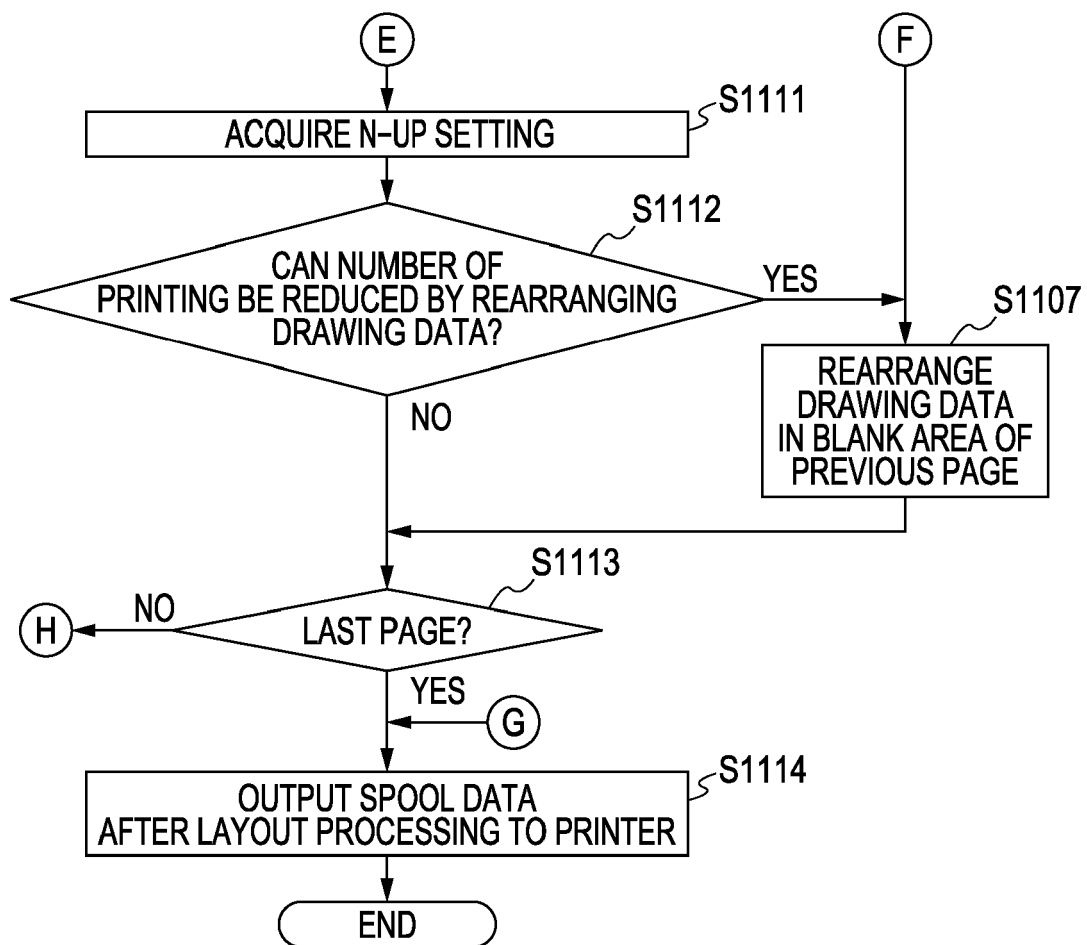 E
F
S1111
ACQUIRE N-UP SETTING
S1112
CAN NUMBER OF
PRINTING BE REDUCED BY REARRANGING
DRAWING DATA?
YES
S1107
REARRANGE
DRAWING DATA
IN BLANK AREA OF
PREVIOUS PAGE
NO
S1113
LAST PAGE?
NO
H
YES
G
S1114
OUTPUT SPOOL DATA
AFTER LAYOUT PROCESSING TO PRINTER
END